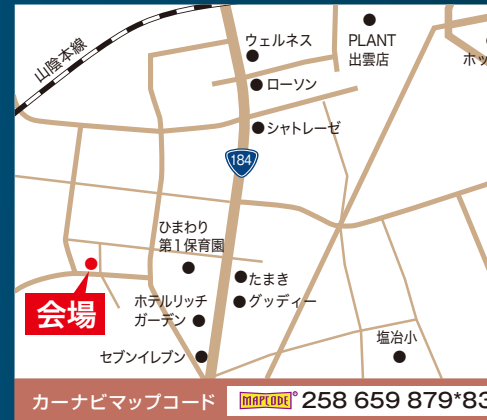 山陰本線
ウェルネス
PLANT
出雲店
ホッ
ローソン
シャトレーゼ
184
ひまわり
第1保育園
会場
たまき
グッディー
ホテルリッチ
ガーデン
セブンイレブン
塩冶小
カーナビマップコード MAPCODE 258 659 879*83